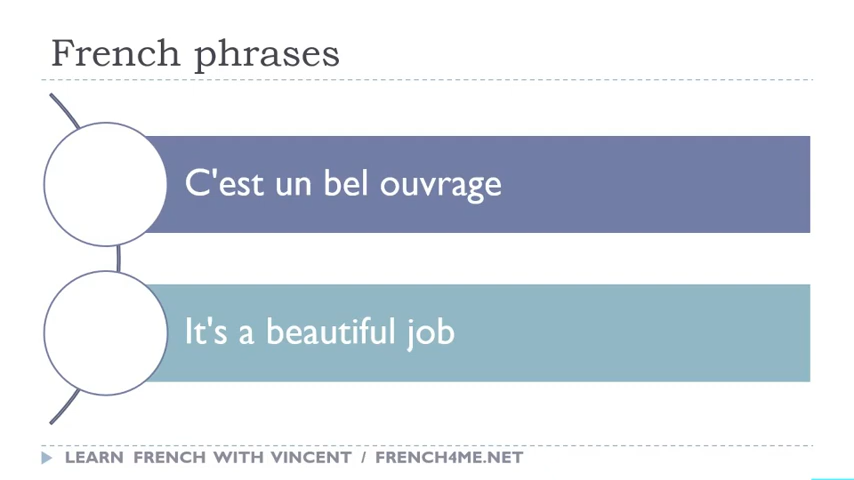 French phrases
C'est un bel ouvrage
It's a beautiful job
LEARN FRENCH WITH VINCENT / FRENCH4ME.NET